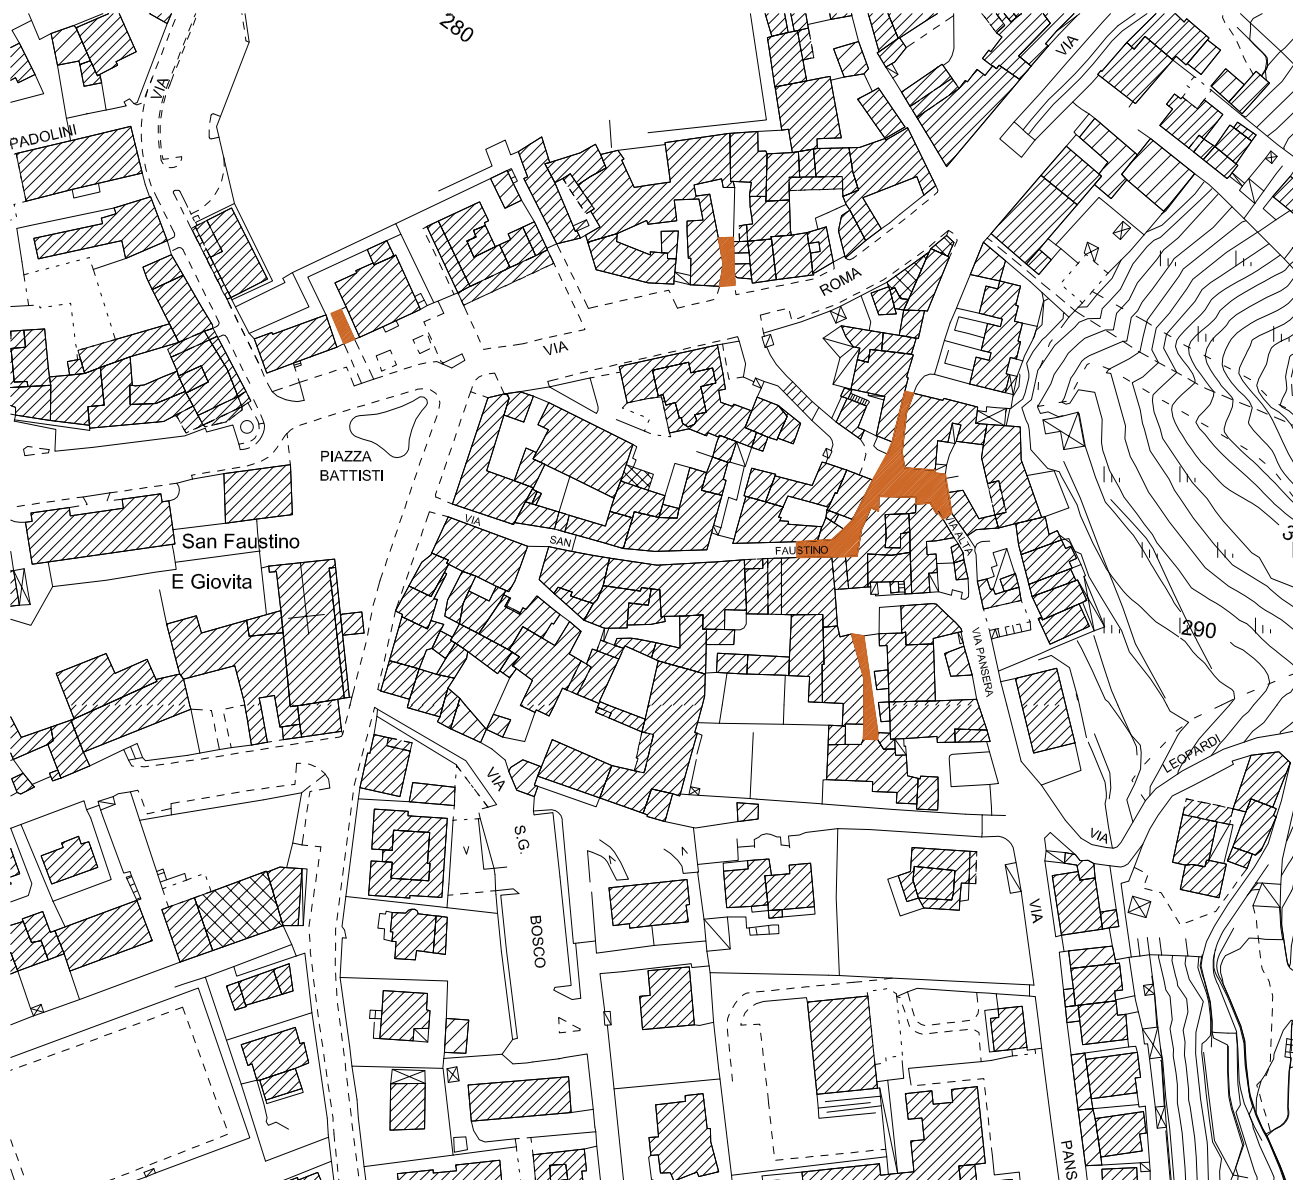 280
VIA
VIA
PADOLINI
ROMA
VIA
PIAZZA
BATTISTI
VIA
SAN
FAUSTINO
VIA ALTA
San Faustino
E Giovita
290
VIA PANSERA
LEOPARDI
VIA
VIA
S.G.
BOSCO
VIA
PANS